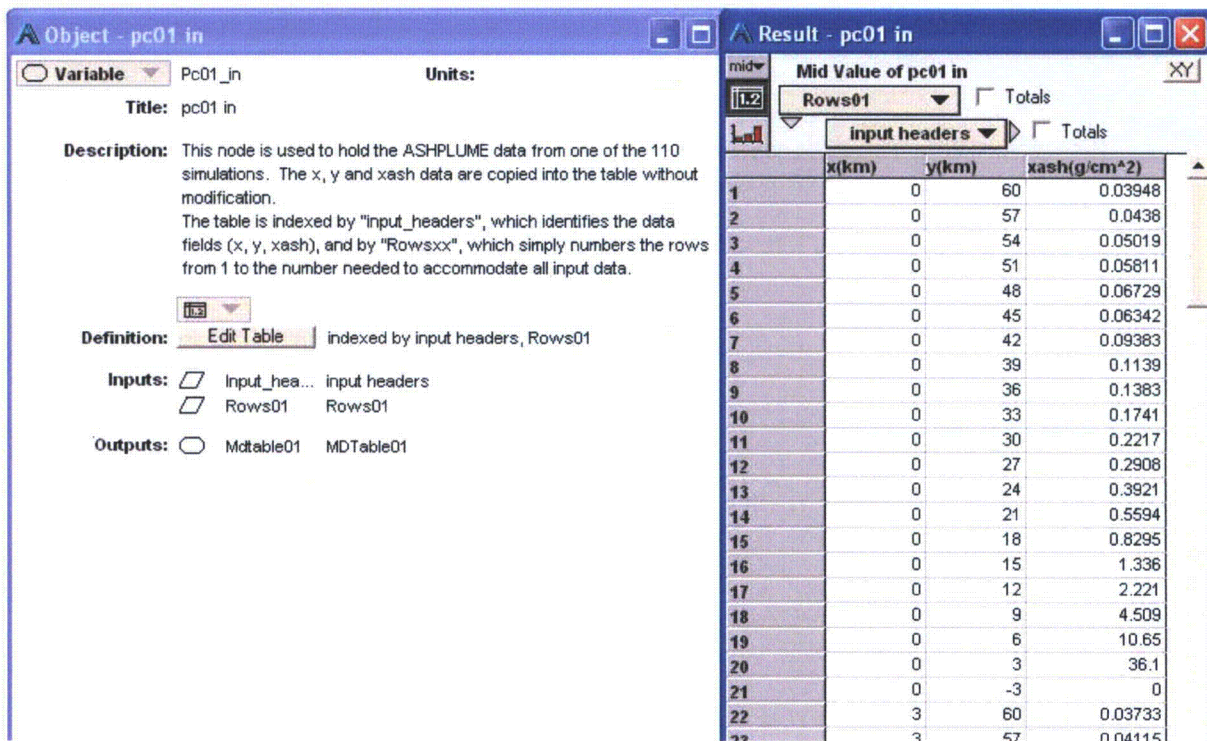 Object - pc01 in
Variable Pc01_in Units:
Title: pc01 in
Description: This node is used to hold the ASHPLUME data from one of the 110
simulations. The x, y and xash data are copied into the table without
modification.
The table is indexed by "input_headers", which identifies the data
fields (x, y, xash), and by "Rowsxx", which simply numbers the rows
from 1 to the number needed to accommodate all input data.
Definition: Edit Table indexed by input headers, Rows01
Inputs: Input_hea... input headers
Rows01 Rows01
Outputs: Mdtable01 MDTable01
Result - pc01 in
mid Mid Value of pc01 in XY
1.2 Rows01 Totals
input headers Totals
x(km) y(km) xash(g/cm^2)
1 0 60 0.03948
2 0 57 0.0438
3 0 54 0.05019
4 0 51 0.05811
5 0 48 0.06729
6 0 45 0.06342
7 0 42 0.09383
8 0 39 0.1139
9 0 36 0.1383
10 0 33 0.1741
11 0 30 0.2217
12 0 27 0.2908
13 0 24 0.3921
14 0 21 0.5594
15 0 18 0.8295
16 0 15 1.336
17 0 12 2.221
18 0 9 4.509
19 0 6 10.65
20 0 3 36.1
21 0 -3 0
22 3 60 0.03733
23 3 57 0.04115